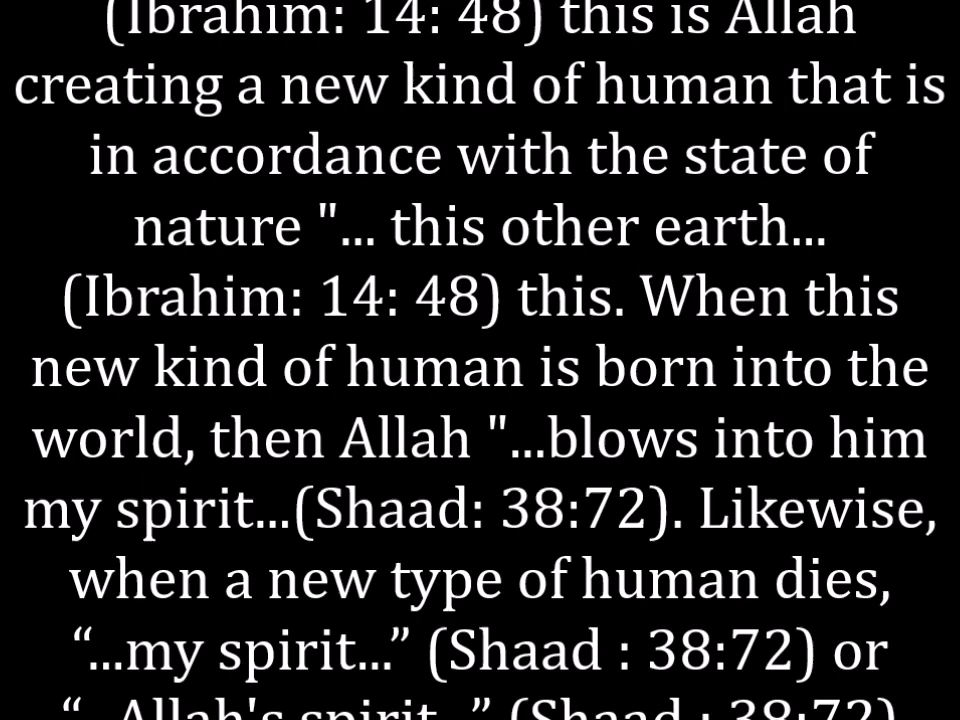 (Ibrahim: 14: 48) this is Allah
creating a new kind of human that is
in accordance with the state of
nature "... this other earth...
(Ibrahim: 14: 48) this. When this
new kind of human is born into the
world, then Allah "...blows into him
my spirit...(Shaad: 38:72). Likewise,
when a new type of human dies,
“...my spirit...” (Shaad : 38:72) or
“...Allah's spirit...” (Shaad : 38:72)